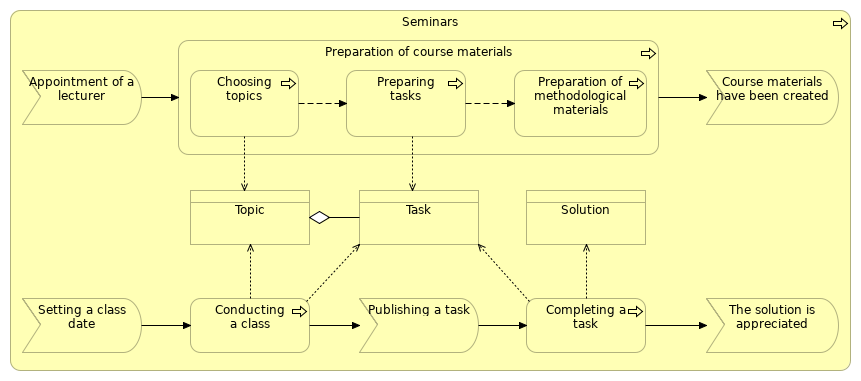 Seminars
Preparation of course materials
Appointment of a
lecturer
Choosing
topics
Preparing
tasks
Preparation of
methodological
materials
Course materials
have been created
Topic
Task
Solution
Setting a class
date
Conducting
a class
Publishing a task
Completing a
task
The solution is
appreciated